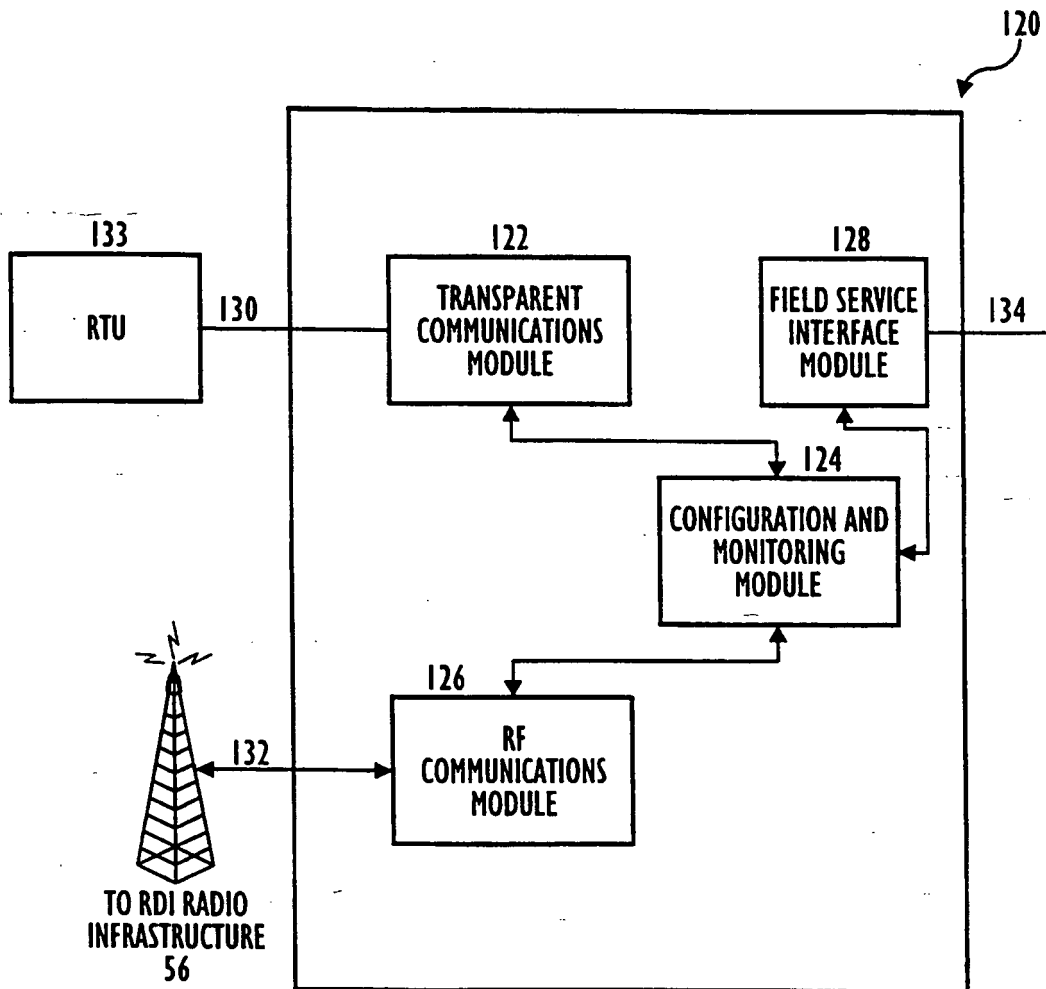 120
133
RTU
130
122
TRANSPARENT
COMMUNICATIONS
MODULE
128
FIELD SERVICE
INTERFACE
MODULE
134
124
CONFIGURATION AND
MONITORING
MODULE
126
RF
COMMUNICATIONS
MODULE
132
TO RDI RADIO
INFRASTRUCTURE
56